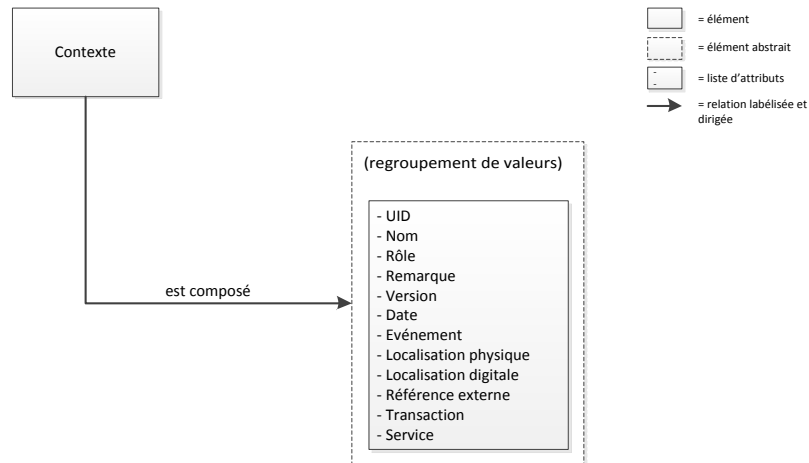 Contexte
= élément
= élément abstrait
= liste d'attributs
= relation labélisée et
dirigée
(regroupement de valeurs)
- UID
- Nom
- Rôle
- Remarque
- Version
- Date
- Evénement
- Localisation physique
- Localisation digitale
- Référence externe
- Transaction
- Service
est composé